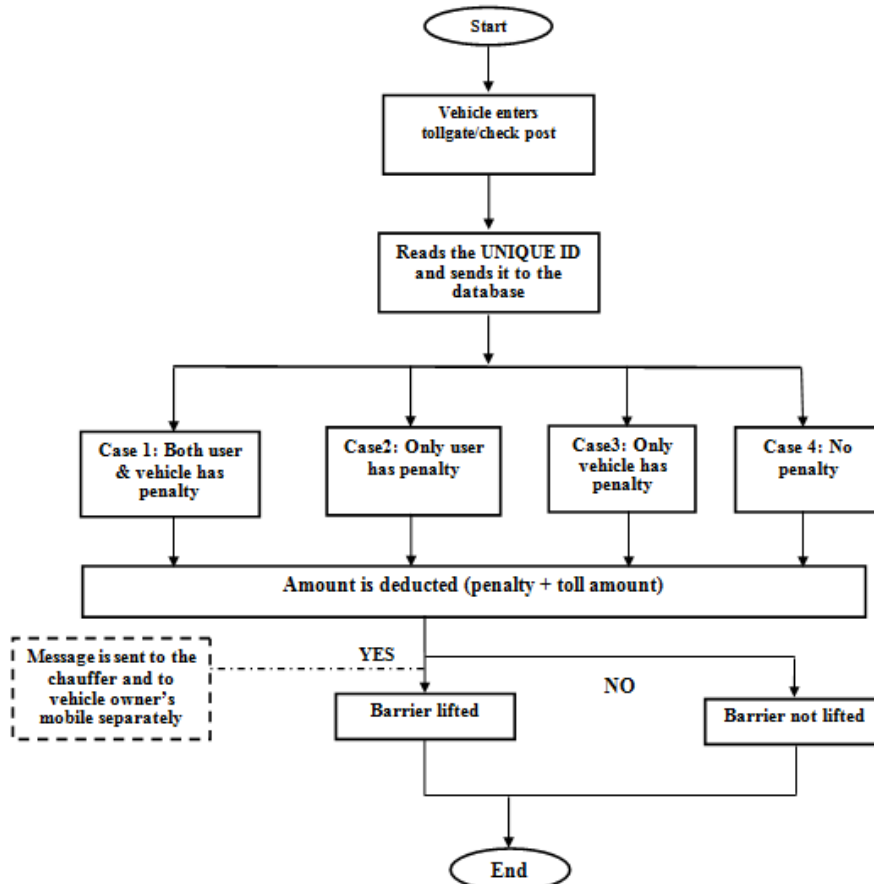 Start
Vehicle enters
tollgate/check post
Reads the UNIQUE ID
and sends it to the
database
Case 1: Both user
& vehicle has
penalty
Case2: Only user
has penalty
Case3: Only
vehicle has
penalty
Case 4: No
penalty
Amount is deducted (penalty + toll amount)
Message is sent to the
chauffer and to
vehicle owner's
mobile separately
YES
NO
Barrier lifted
Barrier not lifted
End